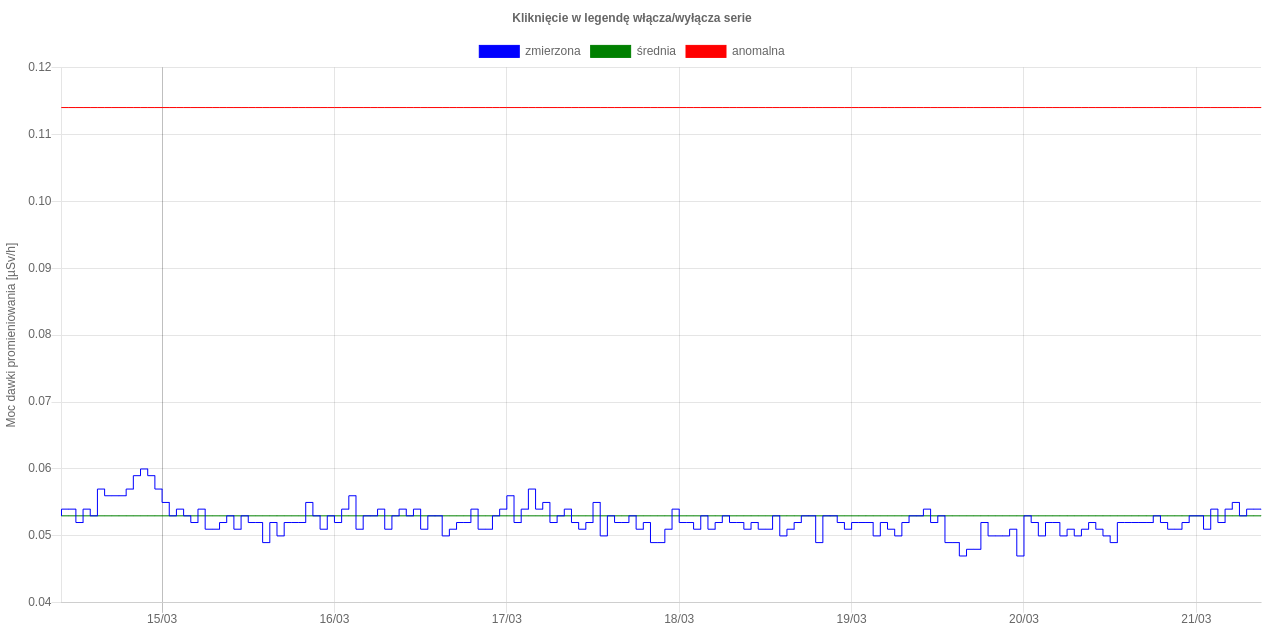 Kliknięcie w legendę włącza/wyłącza serie
zmierzona średnia anomalna
Moc dawki promieniowania [µSv/h]
0.12
0.11
0.10
0.09
0.08
0.07
0.06
0.05
0.04
15/03 16/03 17/03 18/03 19/03 20/03 21/03